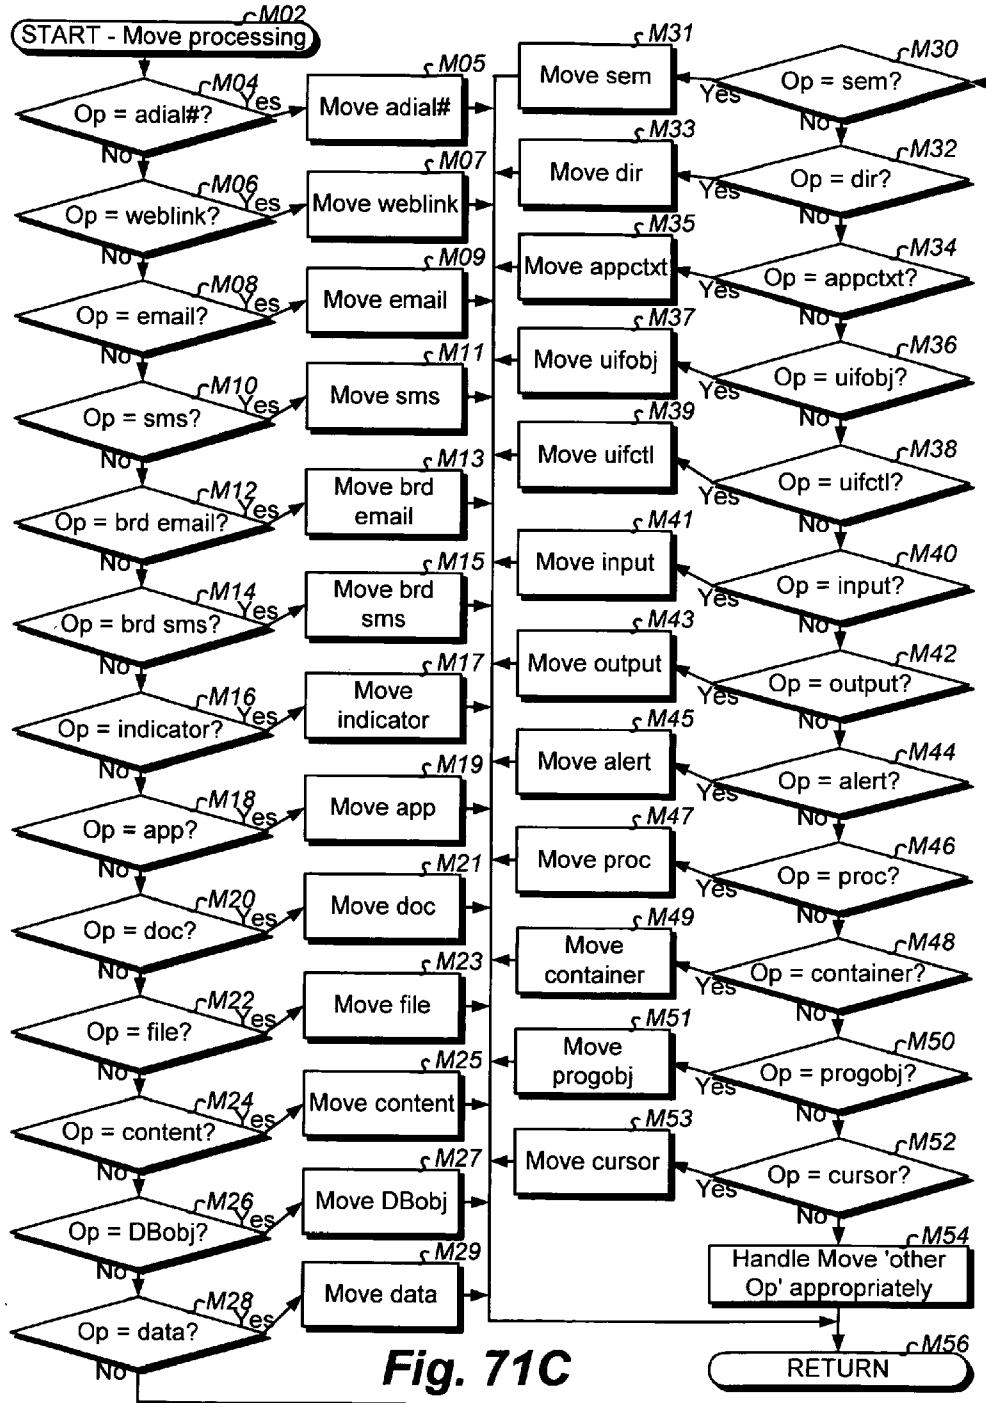 M02
START - Move processing
M04
Op = adial#?
Yes
No
M05
Move adial#
M06
Op = weblink?
Yes
No
M07
Move weblink
M08
Op = email?
Yes
No
M09
Move email
M10
Op = sms?
Yes
No
M11
Move sms
M12
Op = brd email?
Yes
No
M13
Move brd
email
M14
Op = brd sms?
Yes
No
M15
Move brd
sms
M16
Op = indicator?
Yes
No
M17
Move
indicator
M18
Op = app?
Yes
No
M19
Move app
M20
Op = doc?
Yes
No
M21
Move doc
M22
Op = file?
Yes
No
M23
Move file
M24
Op = content?
Yes
No
M25
Move content
M26
Op = DBobj?
Yes
No
M27
Move DBobj
M28
Op = data?
Yes
No
M29
Move data
M30
Op = sem?
Yes
No
M31
Move sem
M32
Op = dir?
Yes
No
M33
Move dir
M34
Op = appctxt?
Yes
No
M35
Move appctxt
M36
Op = uifobj?
Yes
No
M37
Move uifobj
M38
Op = uifctl?
Yes
No
M39
Move uifctl
M40
Op = input?
Yes
No
M41
Move input
M42
Op = output?
Yes
No
M43
Move output
M44
Op = alert?
Yes
No
M45
Move alert
M46
Op = proc?
Yes
No
M47
Move proc
M48
Op = container?
Yes
No
M49
Move
container
M50
Op = progobj?
Yes
No
M51
Move
progobj
M52
Op = cursor?
Yes
No
M53
Move cursor
M54
Handle Move 'other
Op' appropriately
M56
RETURN
Fig. 71C